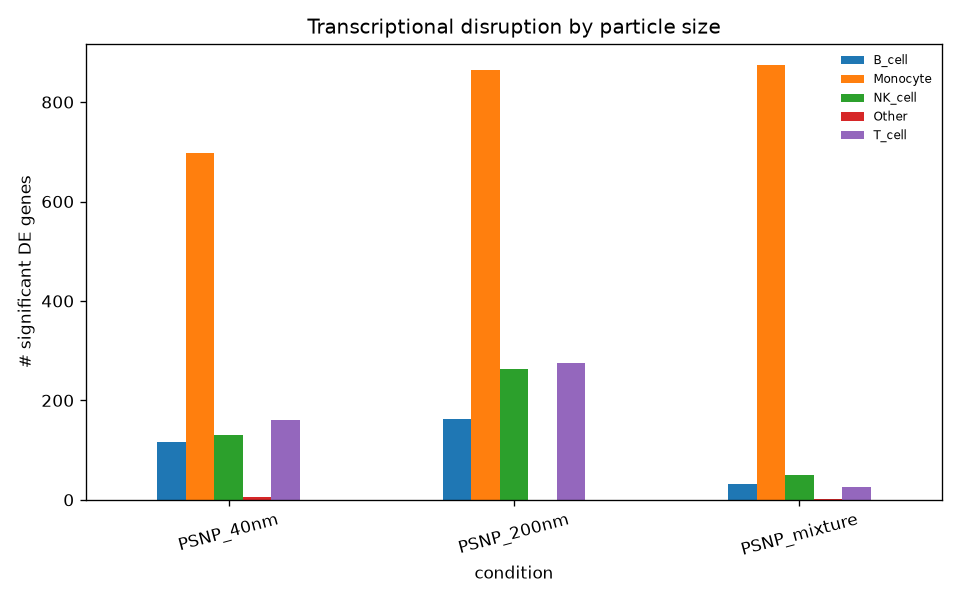 Transcriptional disruption by particle size
B_cell
Monocyte
NK_cell
Other
T_cell
# significant DE genes
800
600
400
200
0
PSNP_40nm
PSNP_200nm
PSNP_mixture
condition